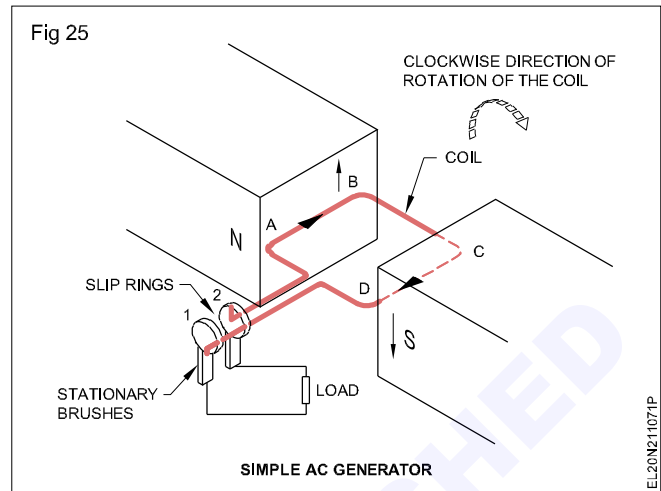 Fig 25
CLOCKWISE DIRECTION OF
ROTATION OF THE COIL
COIL
B
A
N
C
D
SLIP RINGS
2
1
S
STATIONARY
BRUSHES
LOAD
SIMPLE AC GENERATOR
EL20N211071P